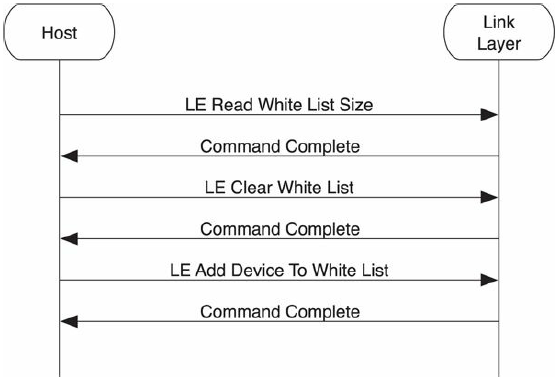 Host
Link
Layer
LE Read White List Size
Command Complete
LE Clear White List
Command Complete
LE Add Device To White List
Command Complete